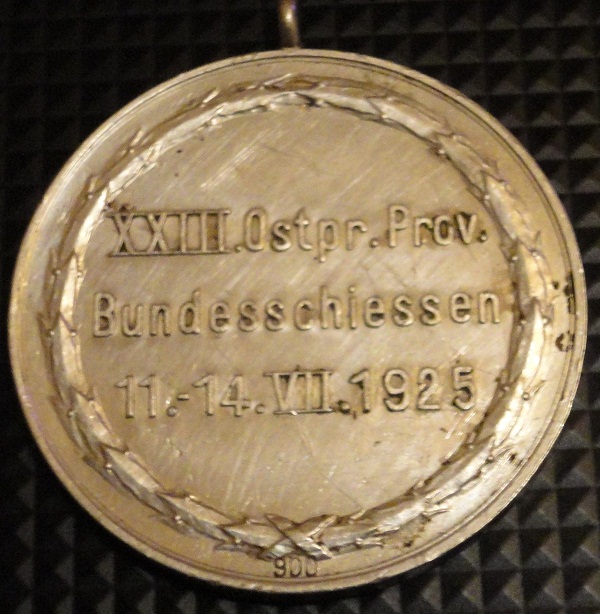 XXIII.Ostpr.Prov.
Bundesschiessen
11.-14.VII.1925
900